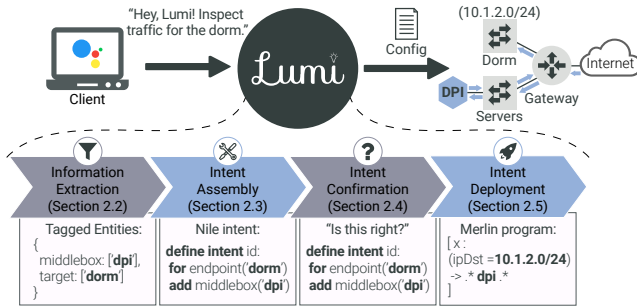 "Hey, Lumi! Inspect
traffic for the dorm."
Client
Lumi
Config
(10.1.2.0/24)
Dorm
Internet
DPI
Gateway
Servers
Information
Extraction
(Section 2.2)
Intent
Assembly
(Section 2.3)
Intent
Confirmation
(Section 2.4)
Intent
Deployment
(Section 2.5)
Tagged Entities:
{
middlebox: ['dpi'],
target: ['dorm']
}
Nile intent:
define intent id:
for endpoint('dorm')
add middlebox('dpi')
?
"Is this right?"
define intent id:
for endpoint('dorm')
add middlebox('dpi')
Merlin program:
[ x :
(ipDst =10.1.2.0/24)
-> .* dpi .*
]